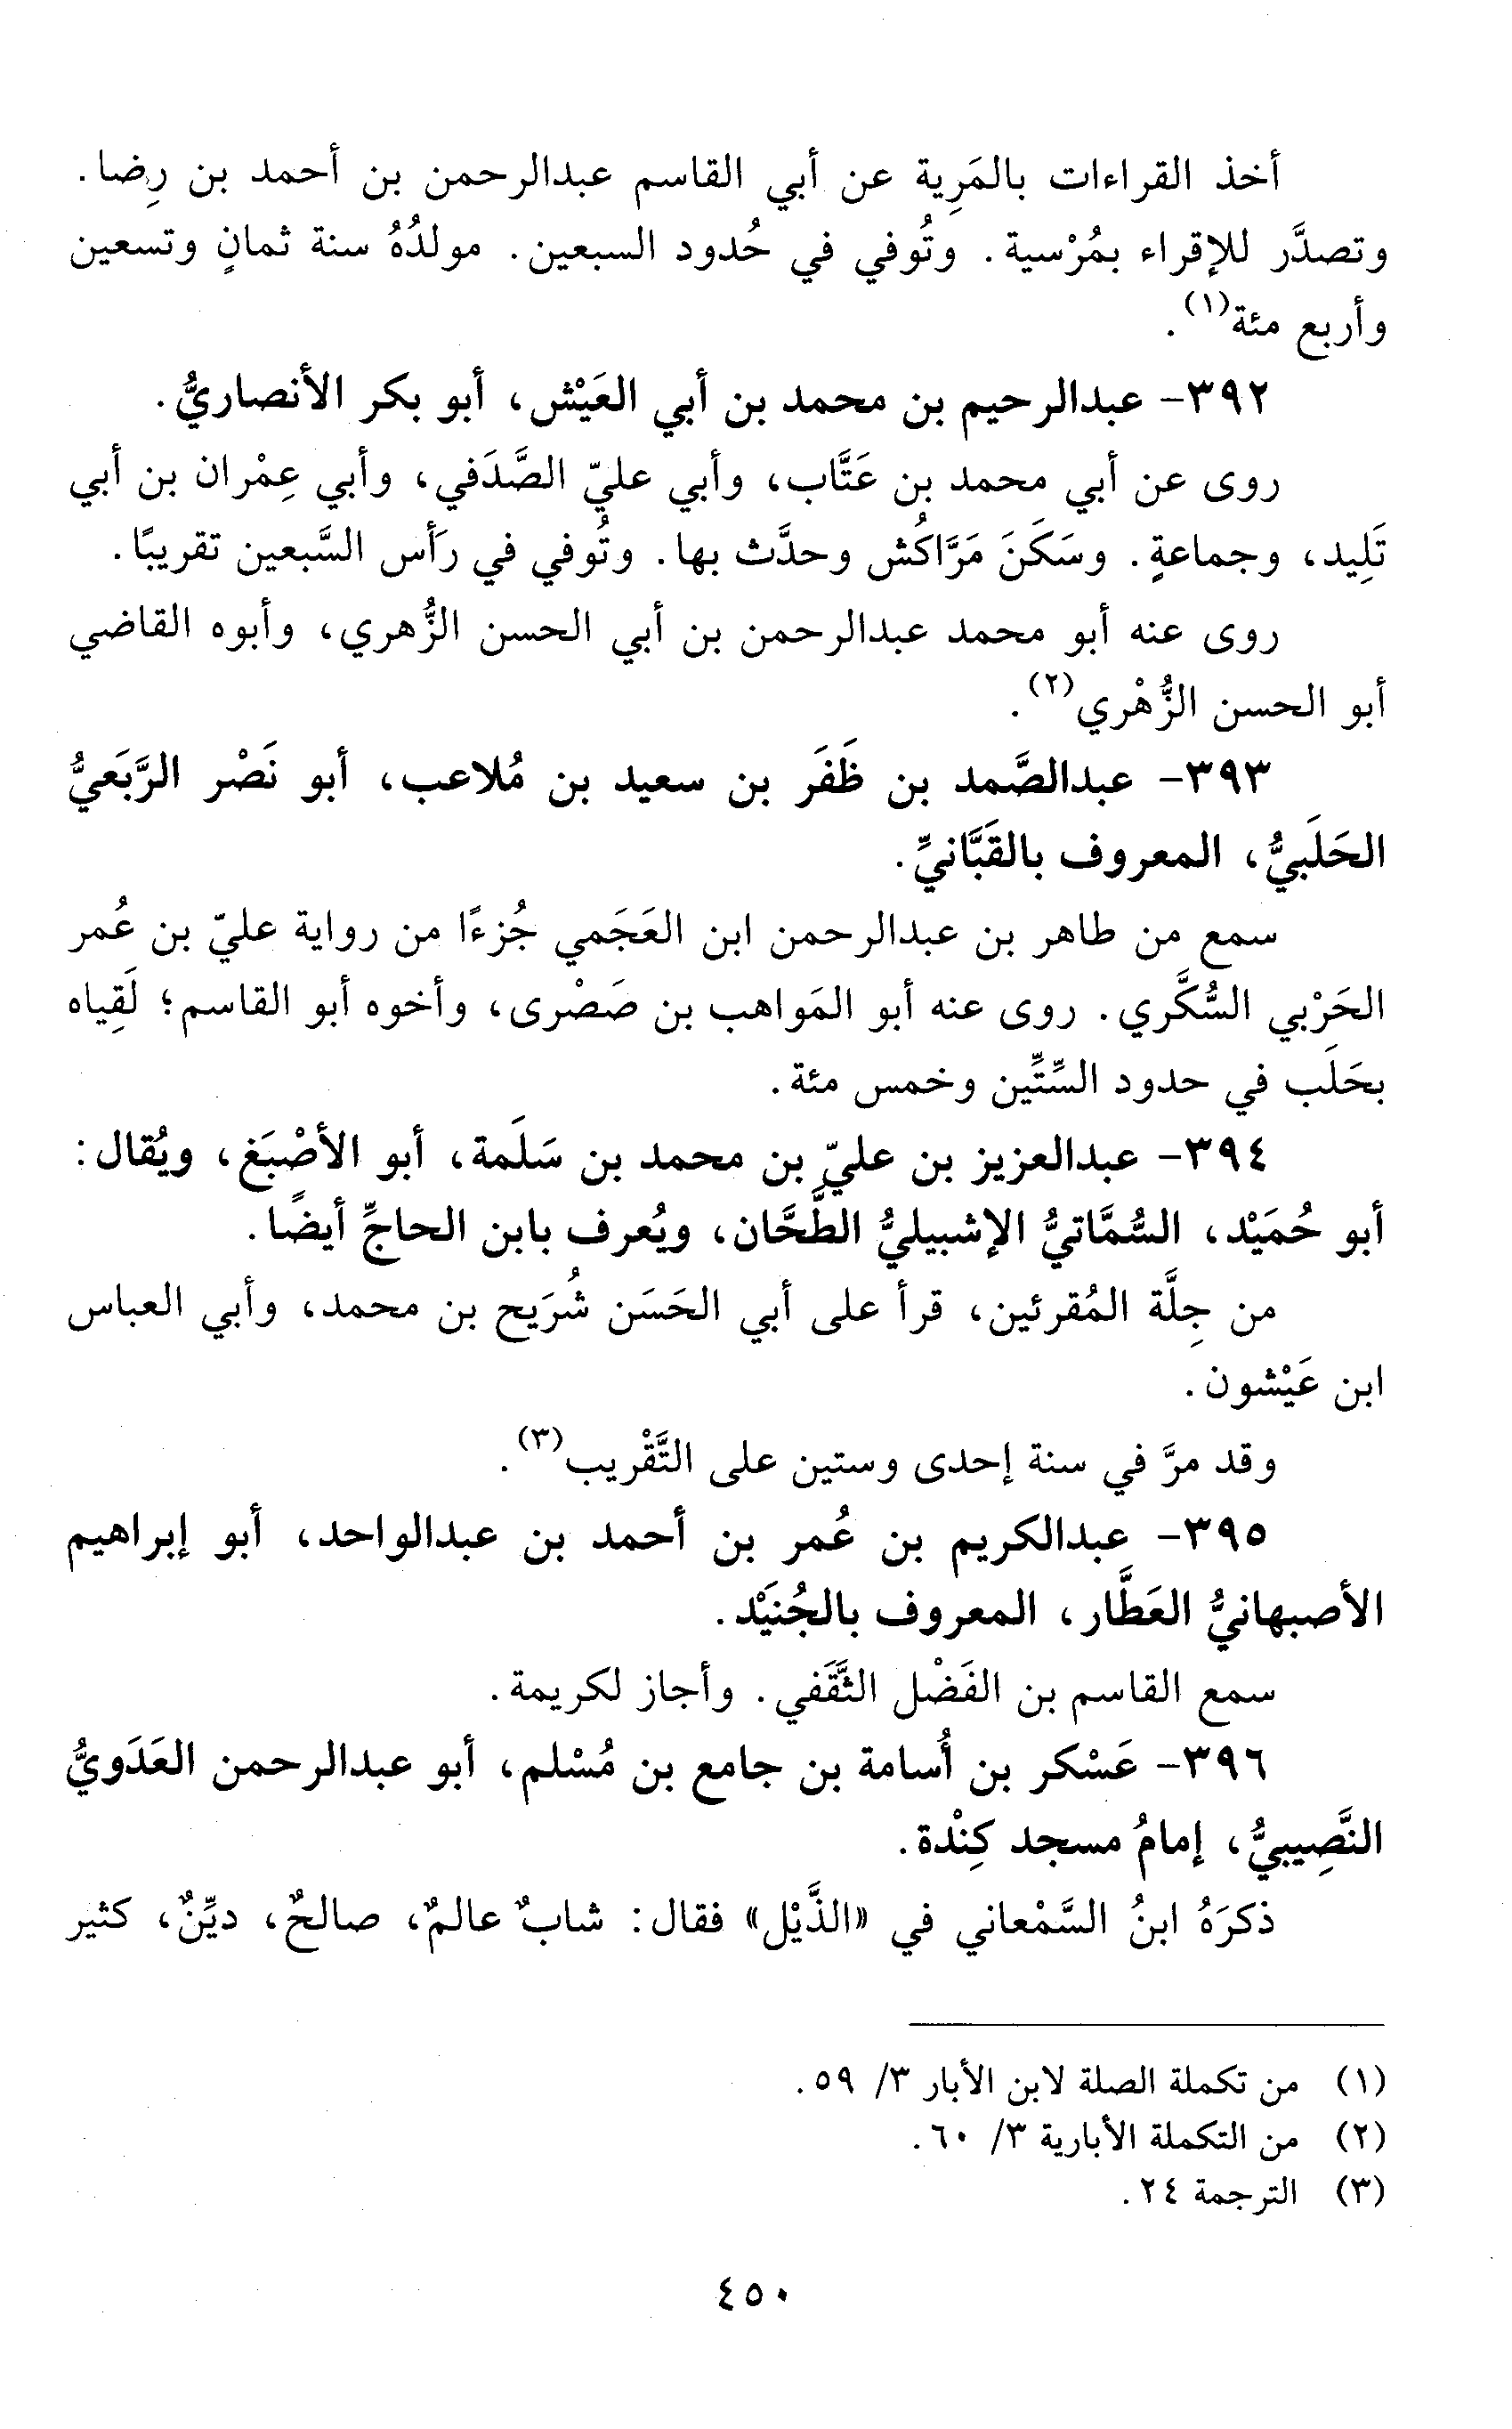 أخذ القراءات بالمَرِية عن أبي القاسم عبدالرحمن بن أحمد بن رِضا.
وتصدَّر للإقراء بمُرْسية. وتُوفي في حُدود السبعين. مولدُهُ سنة ثمانٍ وتسعين
وأربع مئة(١).
٣٩٢- عبدالرحيم بن محمد بن أبي العَيْش، أبو بكر الأنصاريُّ.
روى عن أبي محمد بن عَتَّاب، وأبي عليّ الصَّدَفي، وأبي عِمْران بن أبي
تَلِيد، وجماعةٍ. وسَكَنَ مَرَّاكُش وحدَّث بها. وتُوفي في رَأس السَّبعين تقريبًا.
روى عنه أبو محمد عبدالرحمن بن أبي الحسن الزُّهري، وأبوه القاضي
أبو الحسن الزُّهْري(٢).
٣٩٣- عبدالصَّمد بن ظَفَر بن سعيد بن مُلاعب، أبو نَصْر الرَّبَعيُّ
الحَلَبيُّ، المعروف بالقَبَّانيِّ.
سمع من طاهر بن عبدالرحمن ابن العَجَمي جُزءًا من رواية عليّ بن عُمر
الحَرْبي السُّكَّري. روى عنه أبو المَواهب بن صَصْرى، وأخوه أبو القاسم؛ لَقِياه
بحَلَب في حدود السِّتِّين وخمس مئة.
٣٩٤- عبدالعزيز بن عليّ بن محمد بن سَلَمة، أبو الأصْبَغ، ويُقال:
أبو حُمَيْد، السُّمَّاتيُّ الإشبيليُّ الطَّحَّان، ويُعرف بابن الحاجِّ أيضًا.
من جِلَّة المُقرئين، قرأ على أبي الحَسَن شُرَيح بن محمد، وأبي العباس
ابن عَيْشون.
وقد مرَّ في سنة إحدى وستين على التَّقْريب(٣).
٣٩٥- عبدالكريم بن عُمر بن أحمد بن عبدالواحد، أبو إبراهيم
الأصبهانيُّ العَطَّار، المعروف بالجُنَيْد.
سمع القاسم بن الفَضْل الثَّقَفي. وأجاز لكريمة.
٣٩٦- عَسْكر بن أُسامة بن جامع بن مُسْلم، أبو عبدالرحمن العَدَويُّ
النَّصِيبيُّ، إمامُ مسجد كِنْدة.
ذكرَهُ ابنُ السَّمْعاني في «الذَّيْل» فقال: شابٌ عالمٌ، صالحٌ، ديِّنٌ، كثير
(١) من تكملة الصلة لابن الأبار ٣/ ٥٩.
(٢) من التكملة الأبارية ٣/ ٦٠.
(٣) الترجمة ٢٤.
٤٥٠